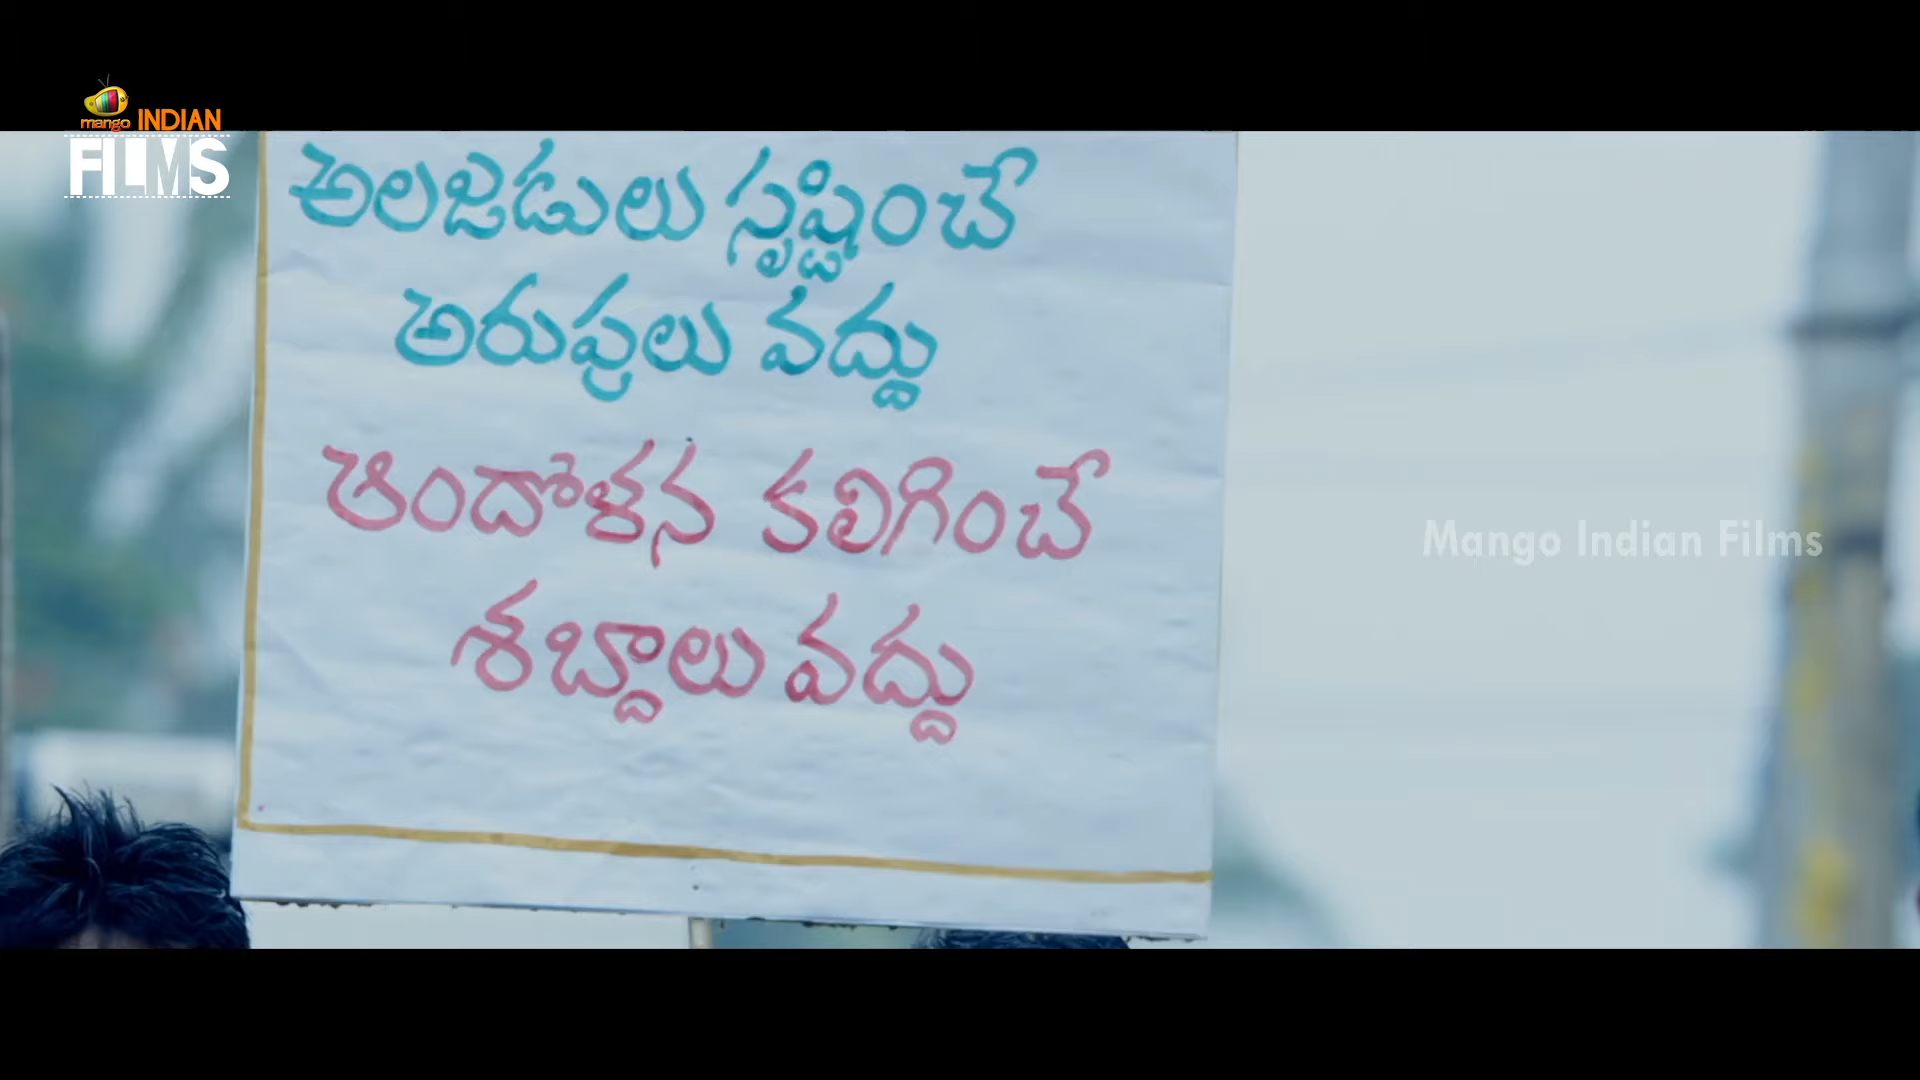 mango INDIAN
FILMS
అలజడులు సృష్టించే
అరుపులు వద్దు
ఆందోళన కలిగించే
శబ్దాలు వద్దు
Mango Indian Films